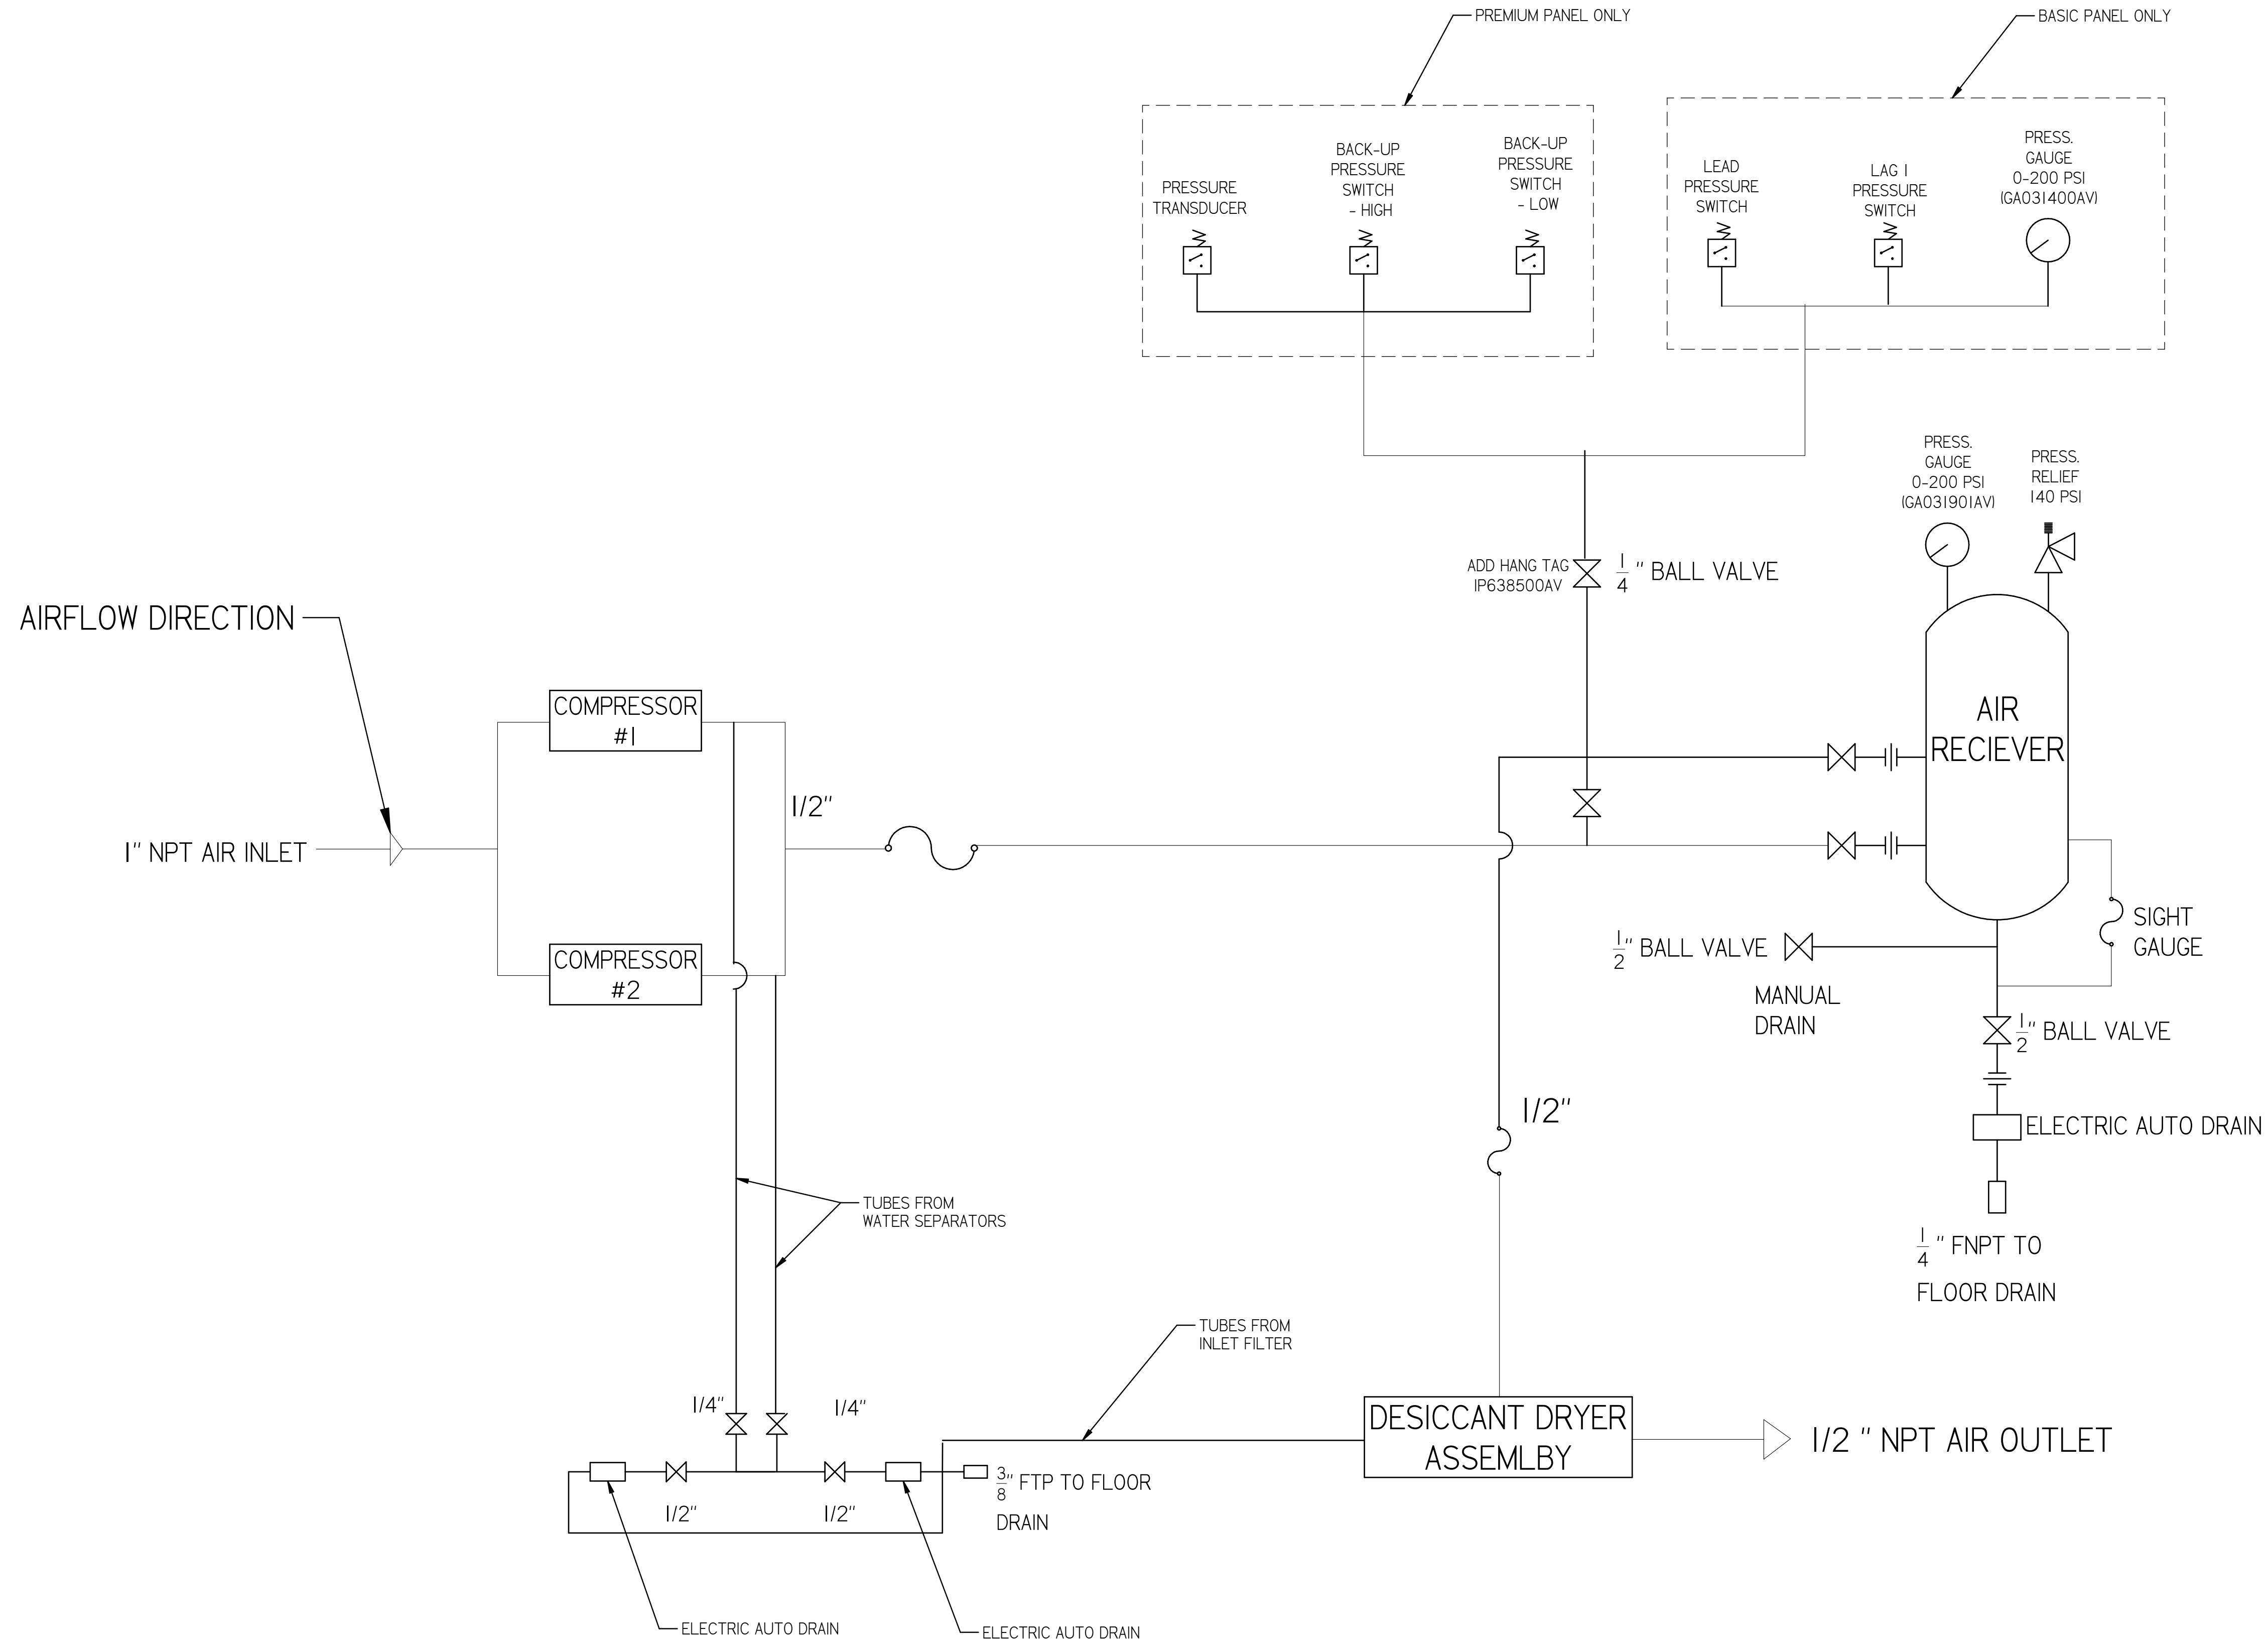 PREMIUM PANEL ONLY
BASIC PANEL ONLY
PRESSURE
TRANSDUCER
BACK-UP
PRESSURE
SWITCH
- HIGH
BACK-UP
PRESSURE
SWITCH
- LOW
LEAD
PRESSURE
SWITCH
LAG 1
PRESSURE
SWITCH
PRESS.
GAUGE
0-200 PSI
(GA031400AV)
PRESS.
GAUGE
0-200 PSI
(GA031901AV)
PRESS.
RELIEF
140 PSI
ADD HANG TAG
IP638500AV
1/4 " BALL VALVE
AIRFLOW DIRECTION
1" NPT AIR INLET
COMPRESSOR
#1
1/2"
COMPRESSOR
#2
AIR
RECIEVER
SIGHT
GAUGE
1/2" BALL VALVE
MANUAL
DRAIN
1/2" BALL VALVE
ELECTRIC AUTO DRAIN
1/4 " FNPT TO
FLOOR DRAIN
1/2"
TUBES FROM
WATER SEPARATORS
TUBES FROM
INLET FILTER
1/4"
1/4"
1/2"
1/2"
3/8" FTP TO FLOOR
DRAIN
DESICCANT DRYER
ASSEMLBY
1/2 " NPT AIR OUTLET
ELECTRIC AUTO DRAIN
ELECTRIC AUTO DRAIN